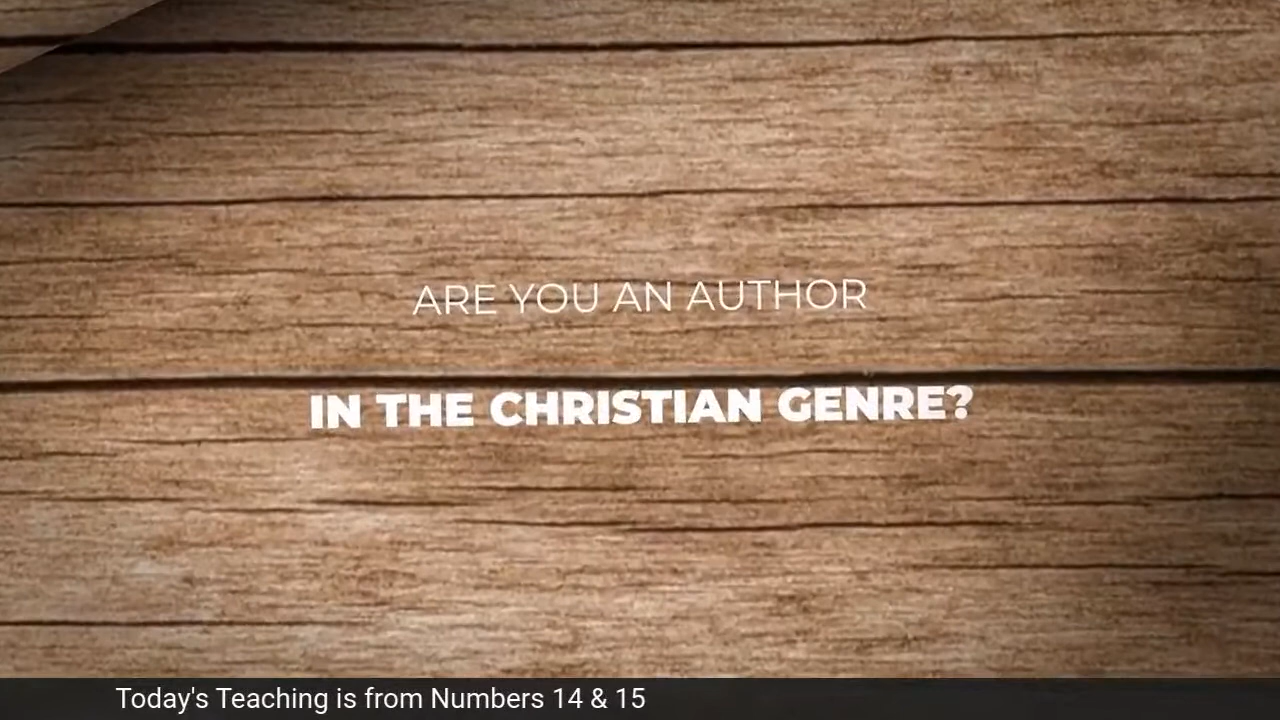 ARE YOU AN AUTHOR
IN THE CHRISTIAN GENRE?
Today's Teaching is from Numbers 14 & 15